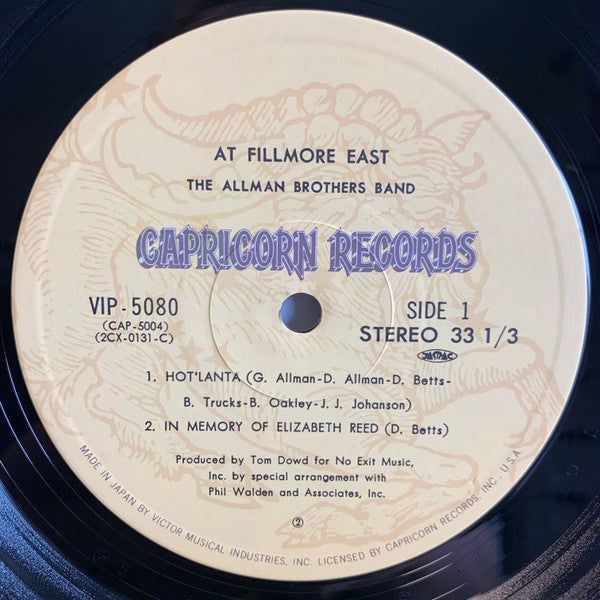 AT FILLMORE EAST
THE ALLMAN BROTHERS BAND
CAPRICORN RECORDS
VIP-5080
(CAP-5004)
(2CX-0131-C)
SIDE 1
STEREO 33 1/3
JASRAC
1. HOT'LANTA (G. Allman-D. Allman-D. Betts-
B. Trucks-B. Oakley-J. J. Johanson)
2. IN MEMORY OF ELIZABETH REED (D. Betts)
Produced by Tom Dowd for No Exit Music,
Inc. by special arrangement with
Phil Walden and Associates, Inc.
②
MADE IN JAPAN BY VICTOR MUSICAL INDUSTRIES, INC. LICENSED BY CAPRICORN RECORDS, INC., U.S.A